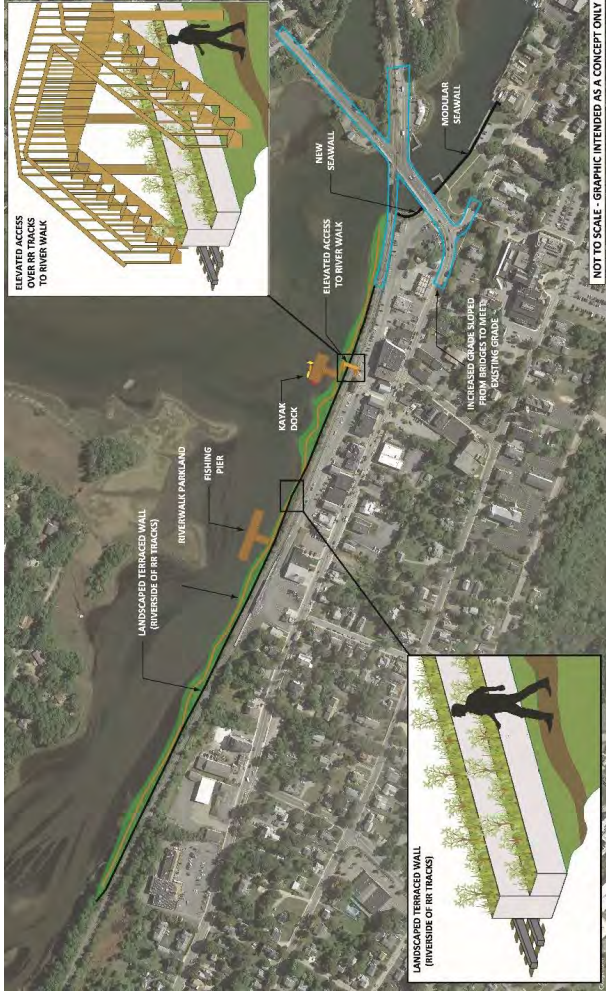 ELEVATED ACCESS
OVER RR TRACKS
TO RIVER WALK
LANDSCAPED TERRACED WALL
(RIVERSIDE OF RR TRACKS)
RIVERWALK PARKLAND
FISHING
PIER
KAYAK
DOCK
ELEVATED ACCESS
TO RIVER WALK
NEW
SEAWALL
MODULAR
SEAWALL
INCREASED GRADE SLOPED
FROM BRIDGES TO MEET
EXISTING GRADE
LANDSCAPED TERRACED WALL
(RIVERSIDE OF RR TRACKS)
NOT TO SCALE - GRAPHIC INTENDED AS A CONCEPT ONLY